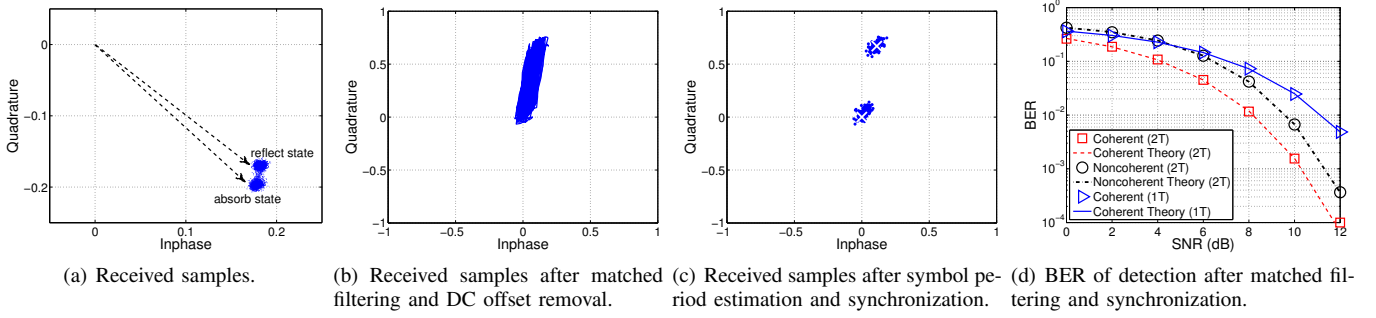 0
−0.1
−0.2
Quadrature
reflect state
absorb state
0
0.1
0.2
Inphase
1
0.5
0
−0.5
−1
Quadrature
−1
−0.5
0
0.5
1
Inphase
1
0.5
0
−0.5
−1
Quadrature
−1
−0.5
0
0.5
1
Inphase
10^0
10^−1
10^−2
10^−3
10^−4
BER
Coherent (2T)
Coherent Theory (2T)
Noncoherent (2T)
Noncoherent Theory (2T)
Coherent (1T)
Coherent Theory (1T)
0
2
4
6
8
10
12
SNR (dB)
(a) Received samples.
(b) Received samples after matched
filtering and DC offset removal.
(c) Received samples after symbol pe-
riod estimation and synchronization.
(d) BER of detection after matched fil-
tering and synchronization.